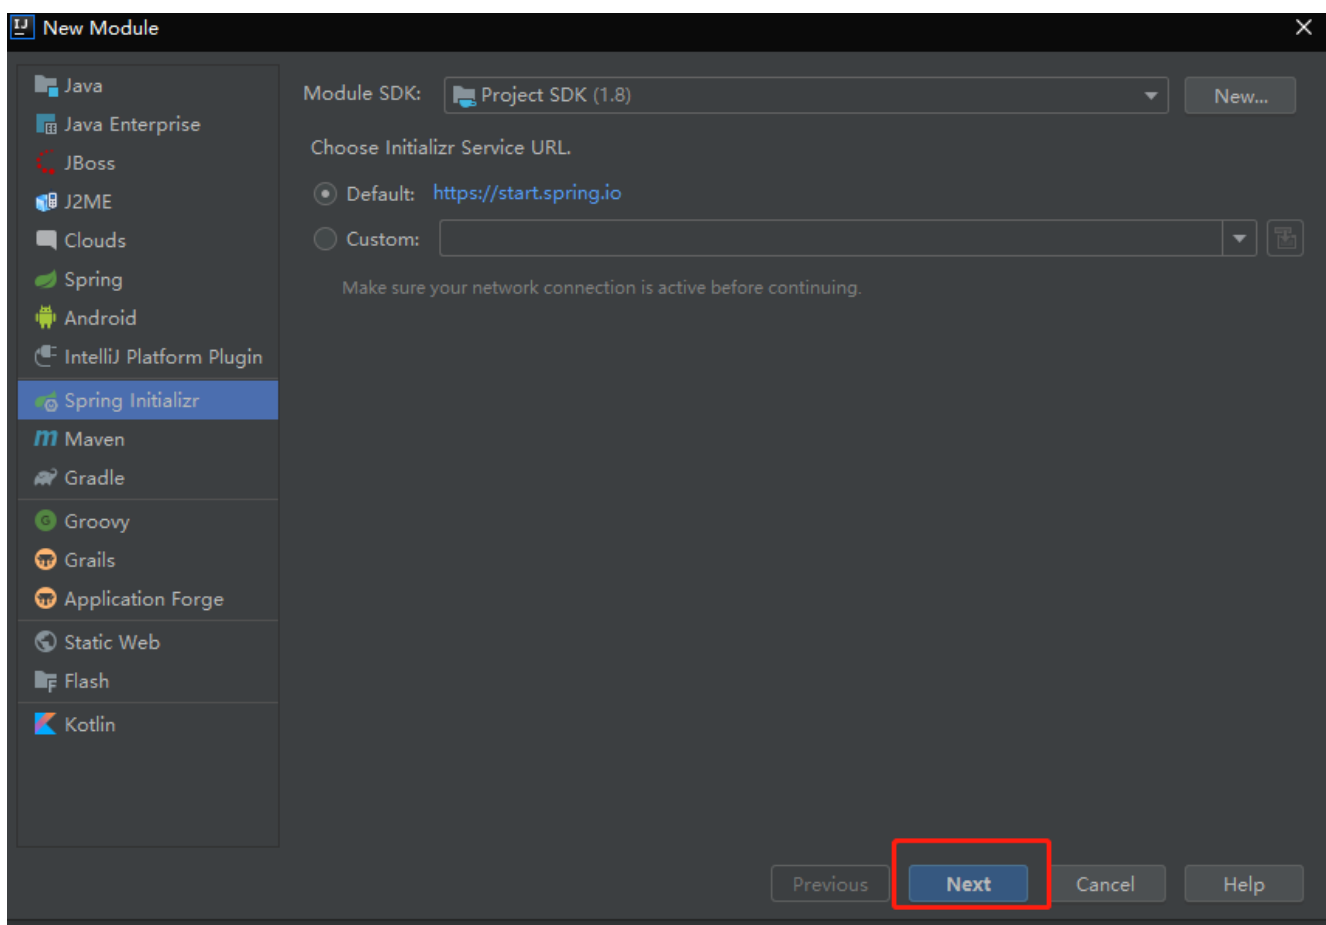 New Module
Java
Java Enterprise
JBoss
J2ME
Clouds
Spring
Android
IntelliJ Platform Plugin
Spring Initializr
Maven
Gradle
Groovy
Grails
Application Forge
Static Web
Flash
Kotlin
Module SDK: Project SDK (1.8) New...
Choose Initializr Service URL.
Default: https://start.spring.io
Custom:
Make sure your network connection is active before continuing.
Previous Next Cancel Help